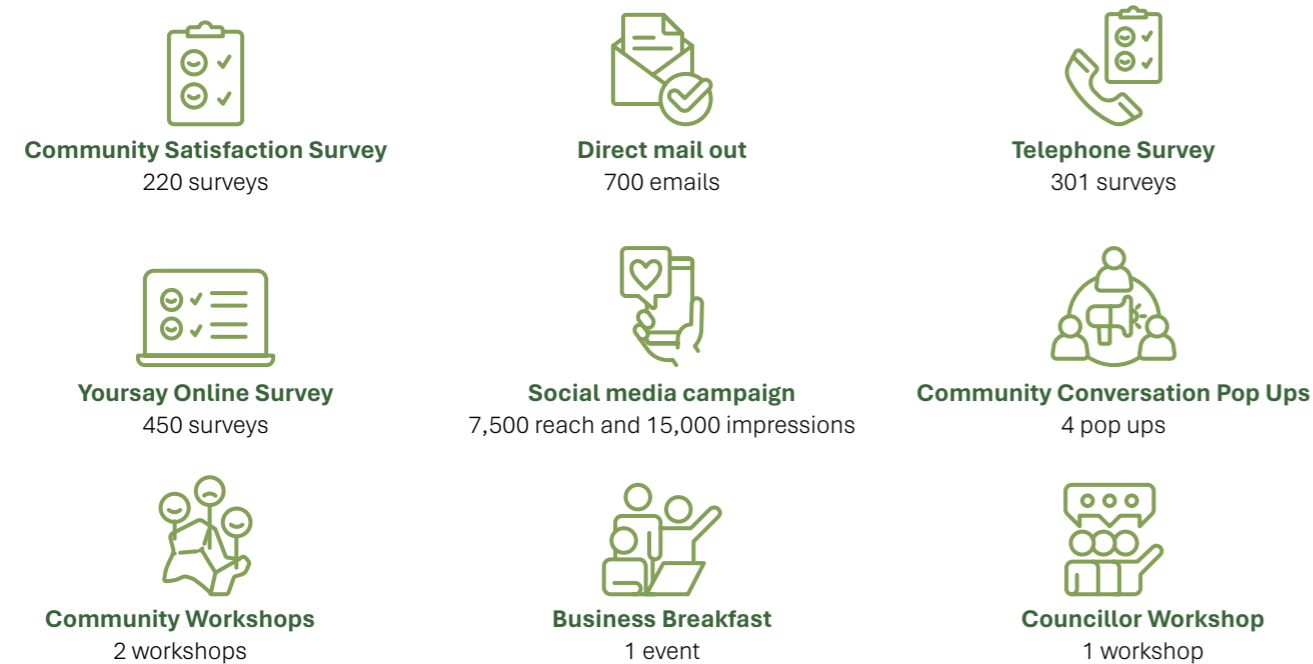 Community Satisfaction Survey
220 surveys
Direct mail out
700 emails
Telephone Survey
301 surveys
Yoursay Online Survey
450 surveys
Social media campaign
7,500 reach and 15,000 impressions
Community Conversation Pop Ups
4 pop ups
Community Workshops
2 workshops
Business Breakfast
1 event
Councillor Workshop
1 workshop